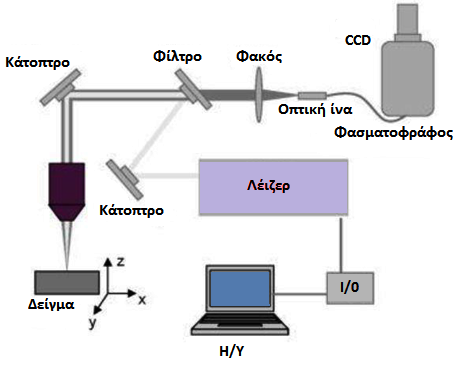 CCD
Κάτοπτρο
Φίλτρο
Φακός
Οπτική ίνα
Φασματοφράφος
Κάτοπτρο
Λέιζερ
Δείγμα
z
x
y
I/0
Η/Υ